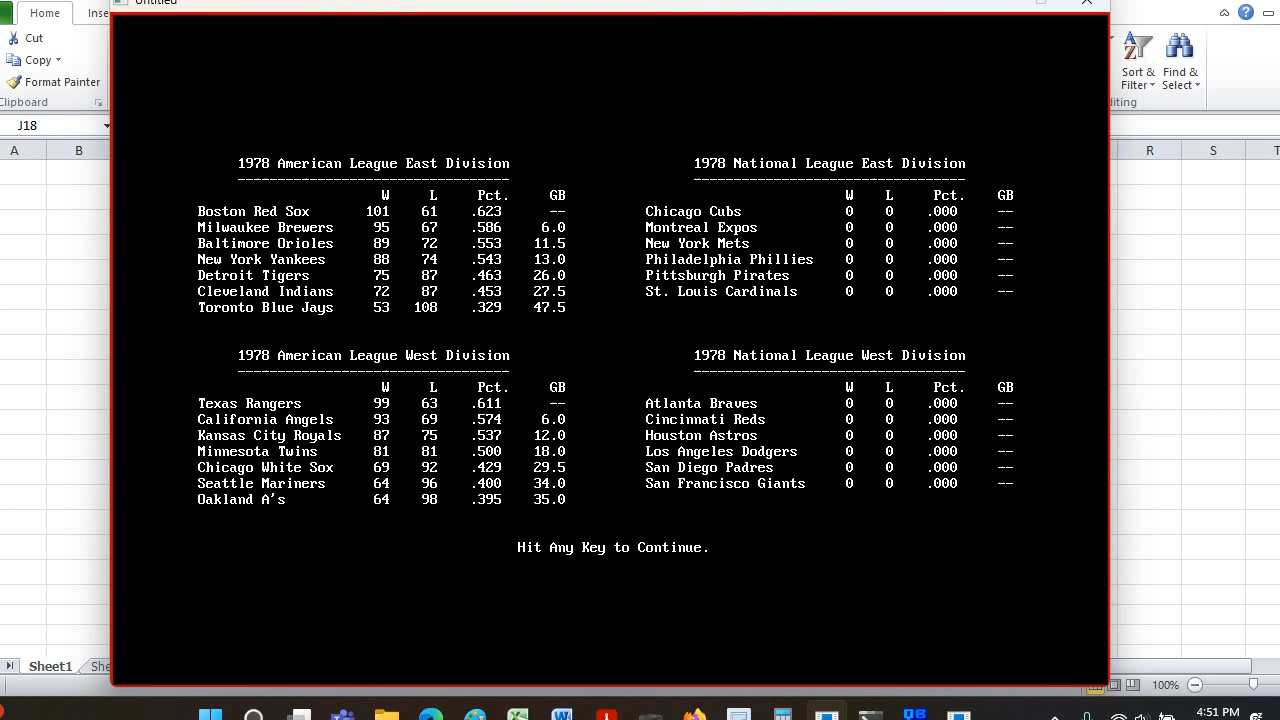 Untitled
Home Inse
Cut
Copy
Format Painter
Clipboard
Sort & Filter
Find & Select
J18
A B R S T
1978 American League East Division
----------------------------------
W L Pct. GB
Boston Red Sox 101 61 .623 --
Milwaukee Brewers 95 67 .586 6.0
Baltimore Orioles 89 72 .553 11.5
New York Yankees 88 74 .543 13.0
Detroit Tigers 75 87 .463 26.0
Cleveland Indians 72 87 .453 27.5
Toronto Blue Jays 53 108 .329 47.5
1978 National League East Division
----------------------------------
W L Pct. GB
Chicago Cubs 0 0 .000 --
Montreal Expos 0 0 .000 --
New York Mets 0 0 .000 --
Philadelphia Phillies 0 0 .000 --
Pittsburgh Pirates 0 0 .000 --
St. Louis Cardinals 0 0 .000 --
1978 American League West Division
----------------------------------
W L Pct. GB
Texas Rangers 99 63 .611 --
California Angels 93 69 .574 6.0
Kansas City Royals 87 75 .537 12.0
Minnesota Twins 81 81 .500 18.0
Chicago White Sox 69 92 .429 29.5
Seattle Mariners 64 96 .400 34.0
Oakland A's 64 98 .395 35.0
1978 National League West Division
----------------------------------
W L Pct. GB
Atlanta Braves 0 0 .000 --
Cincinnati Reds 0 0 .000 --
Houston Astros 0 0 .000 --
Los Angeles Dodgers 0 0 .000 --
San Diego Padres 0 0 .000 --
San Francisco Giants 0 0 .000 --
Hit Any Key to Continue.
Sheet1 She
100%
4:51 PM